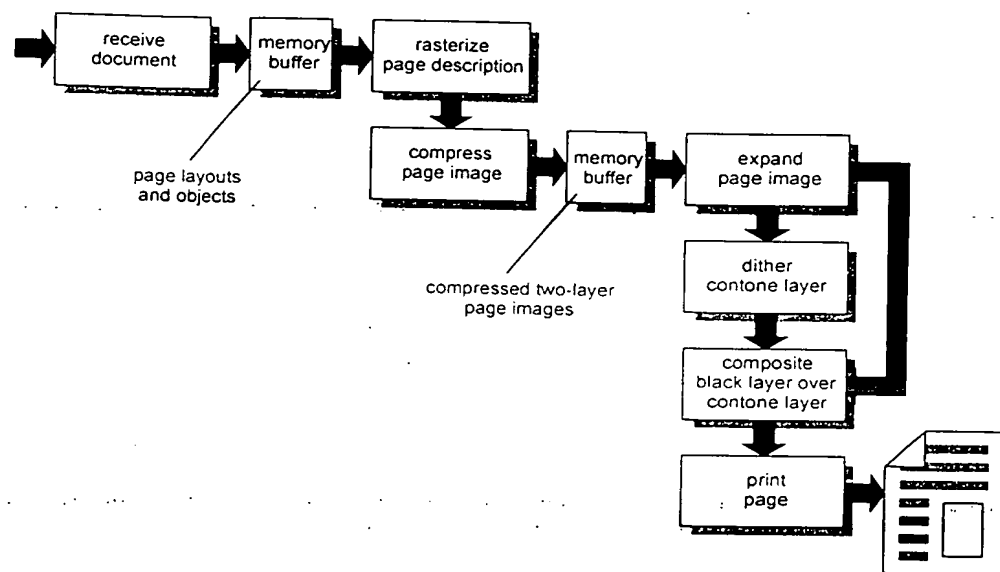 receive
document
memory
buffer
rasterize
page description
page layouts
and objects
compress
page image
memory
buffer
expand
page image
compressed two-layer
page images
dither
contone layer
composite
black layer over
contone layer
print
page